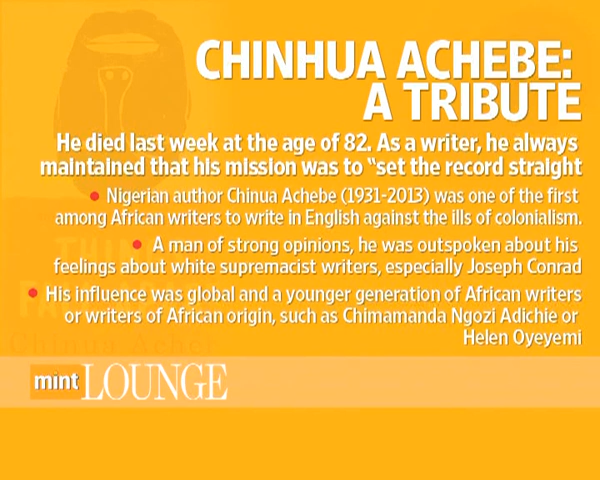 CHINHUA ACHEBE:
A TRIBUTE
He died last week at the age of 82. As a writer, he always
maintained that his mission was to "set the record straight
• Nigerian author Chinua Achebe (1931-2013) was one of the first
among African writers to write in English against the ills of colonialism.
• A man of strong opinions, he was outspoken about his
feelings about white supremacist writers, especially Joseph Conrad
• His influence was global and a younger generation of African writers
or writers of African origin, such as Chimamanda Ngozi Adichie or
Helen Oyeyemi
mint LOUNGE